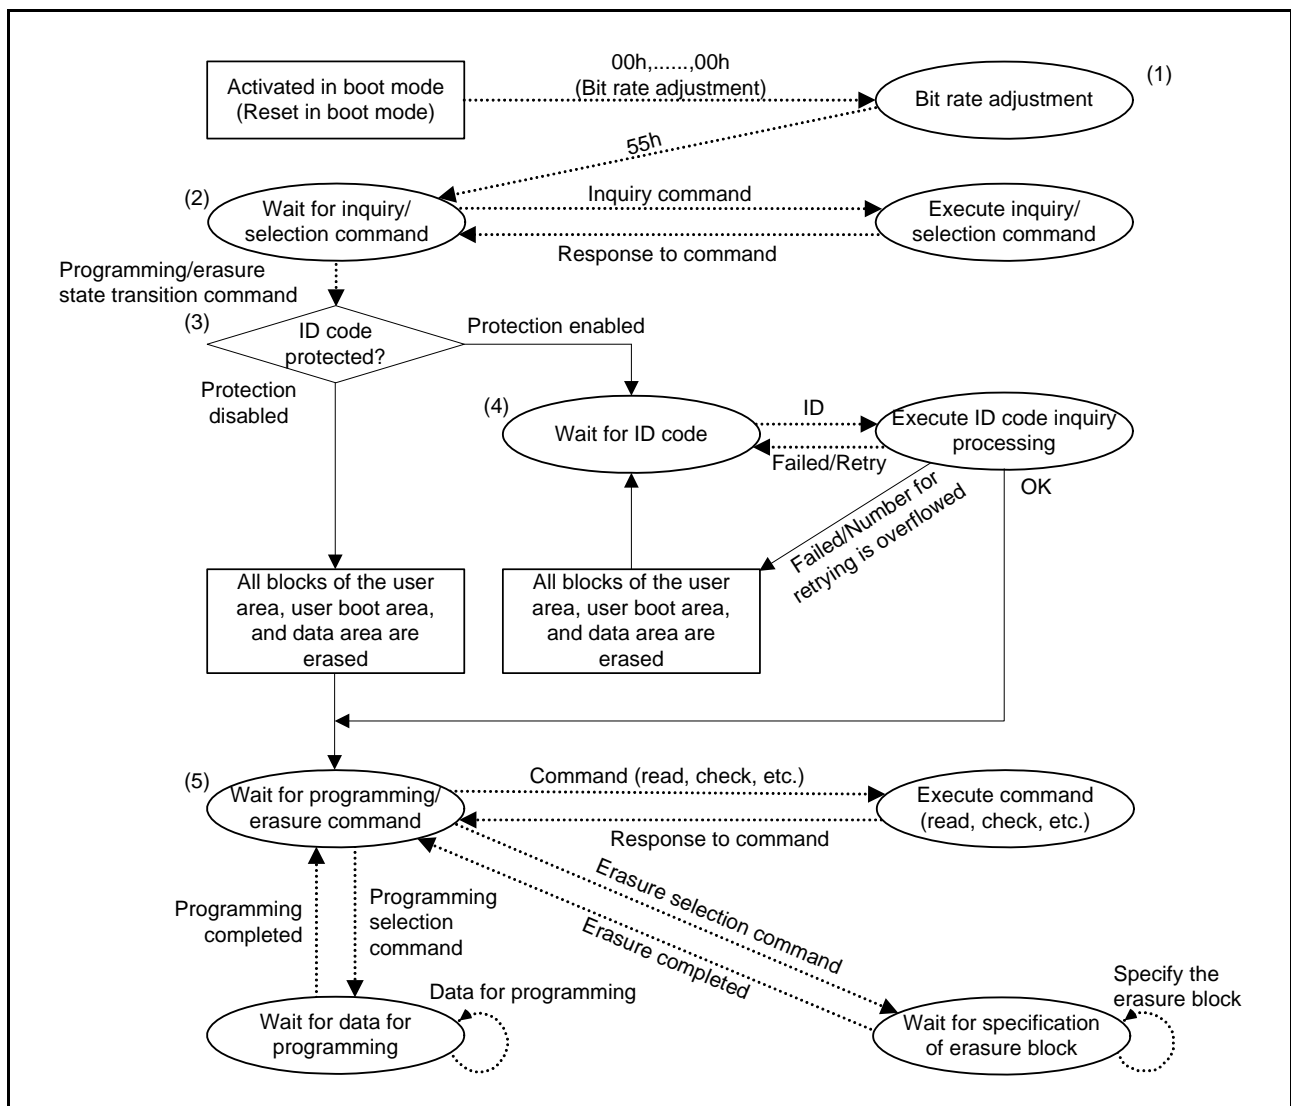 00h,......,00h
(Bit rate adjustment)
(1)
Activated in boot mode
(Reset in boot mode)
Bit rate adjustment
55h
(2)
Wait for inquiry/
selection command
Inquiry command
Response to command
Execute inquiry/
selection command
Programming/erasure
state transition command
(3)
ID code
protected?
Protection enabled
Protection
disabled
(4)
Wait for ID code
ID
Failed/Retry
Execute ID code inquiry
processing
OK
Failed/Number for
retrying is overflowed
All blocks of the user
area, user boot area,
and data area are
erased
All blocks of the user
area, user boot area,
and data area are
erased
(5)
Wait for programming/
erasure command
Command (read, check, etc.)
Response to command
Execute command
(read, check, etc.)
Programming
completed
Programming
selection
command
Erasure selection command
Erasure completed
Data for programming
Wait for data for
programming
Specify the
erasure block
Wait for specification
of erasure block